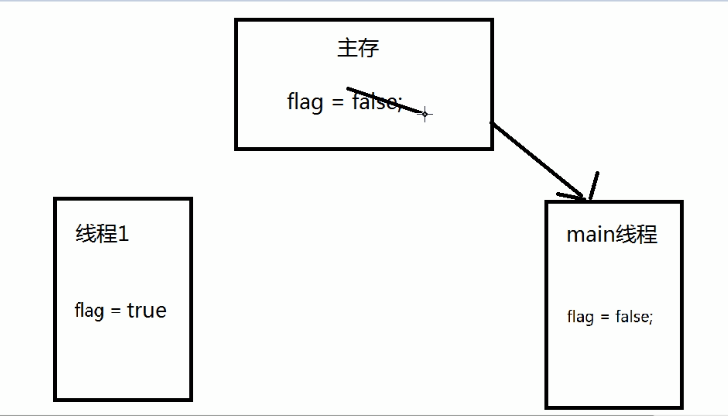 主存
flag = false;
线程1
flag = true
main线程
flag = false;